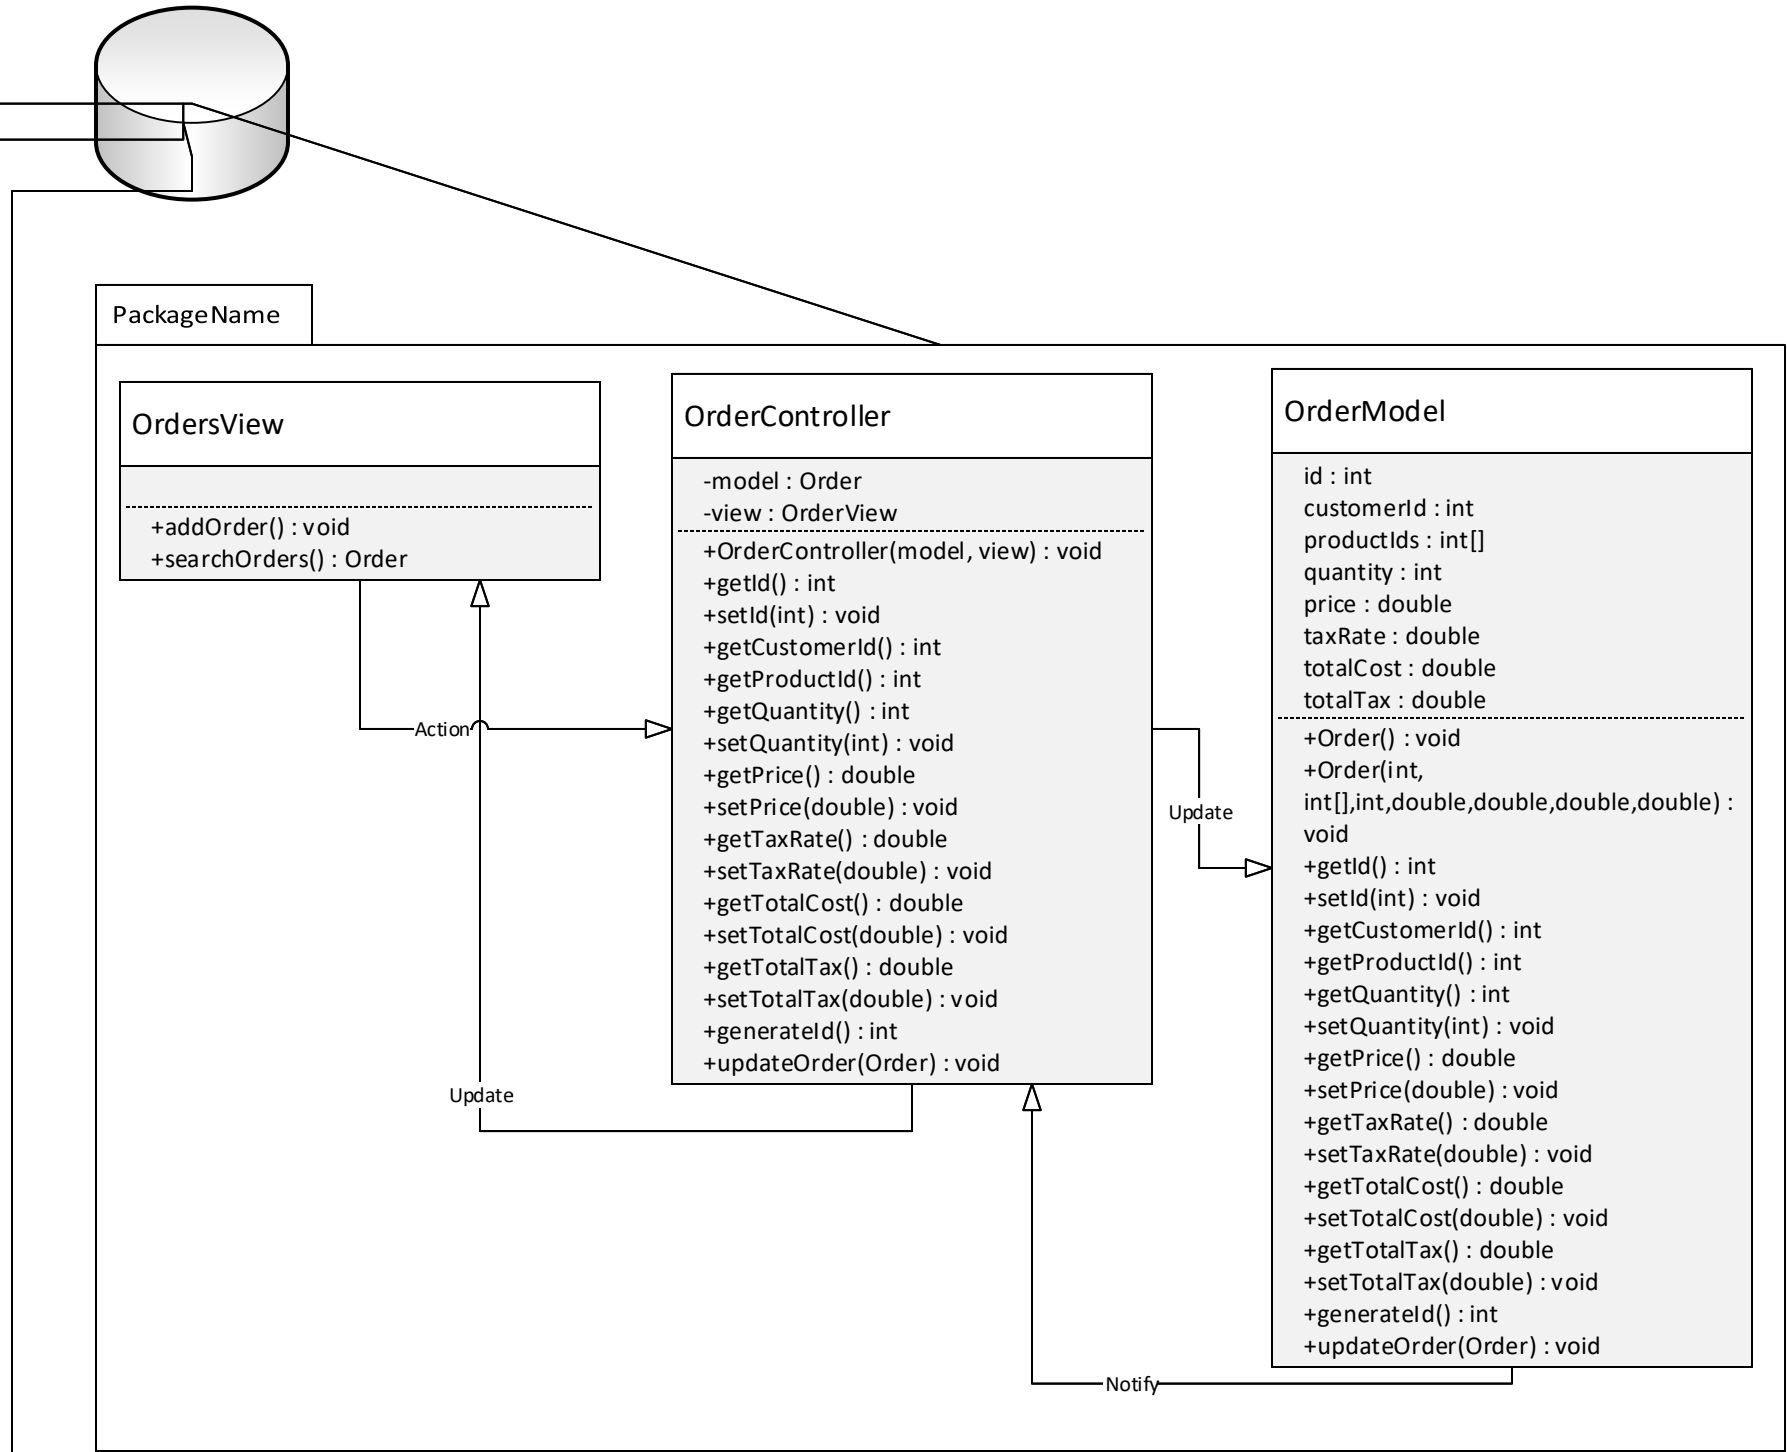 PackageName
OrdersView
+addOrder() : void
+searchOrders() : Order
OrderController
-model : Order
-view : OrderView
+OrderController(model, view) : void
+getId() : int
+setId(int) : void
+getCustomerId() : int
+getProductId() : int
+getQuantity() : int
+setQuantity(int) : void
+getPrice() : double
+setPrice(double) : void
+getTaxRate() : double
+setTaxRate(double) : void
+getTotalCost() : double
+setTotalCost(double) : void
+getTotalTax() : double
+setTotalTax(double) : void
+generateId() : int
+updateOrder(Order) : void
OrderModel
id : int
customerId : int
productIds : int[]
quantity : int
price : double
taxRate : double
totalCost : double
totalTax : double
+Order() : void
+Order(int,
int[],int,double,double,double,double) :
void
+getId() : int
+setId(int) : void
+getCustomerId() : int
+getProductId() : int
+getQuantity() : int
+setQuantity(int) : void
+getPrice() : double
+setPrice(double) : void
+getTaxRate() : double
+setTaxRate(double) : void
+getTotalCost() : double
+setTotalCost(double) : void
+getTotalTax() : double
+setTotalTax(double) : void
+generateId() : int
+updateOrder(Order) : void
Action
Update
Update
Notify